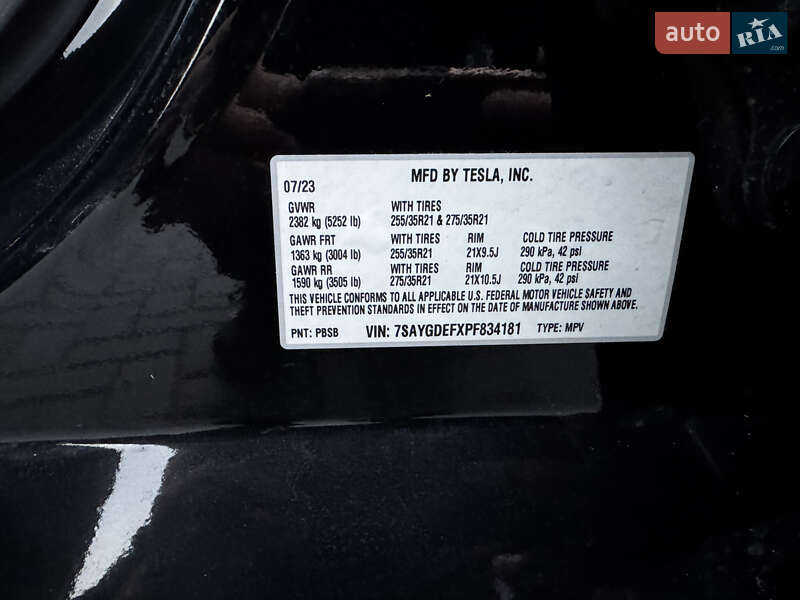 auto RIA .com
MFD BY TESLA, INC.
07/23
GVWR WITH TIRES
2382 kg (5252 lb) 255/35R21 & 275/35R21
GAWR FRT WITH TIRES RIM COLD TIRE PRESSURE
1363 kg (3004 lb) 255/35R21 21X9.5J 290 kPa, 42 psi
GAWR RR WITH TIRES RIM COLD TIRE PRESSURE
1590 kg (3505 lb) 275/35R21 21X10.5J 290 kPa, 42 psi
THIS VEHICLE CONFORMS TO ALL APPLICABLE U.S. FEDERAL MOTOR VEHICLE SAFETY AND
THEFT PREVENTION STANDARDS IN EFFECT ON THE DATE OF MANUFACTURE SHOWN ABOVE.
PNT: PBSB VIN: 7SAYGDEFXPF834181 TYPE: MPV